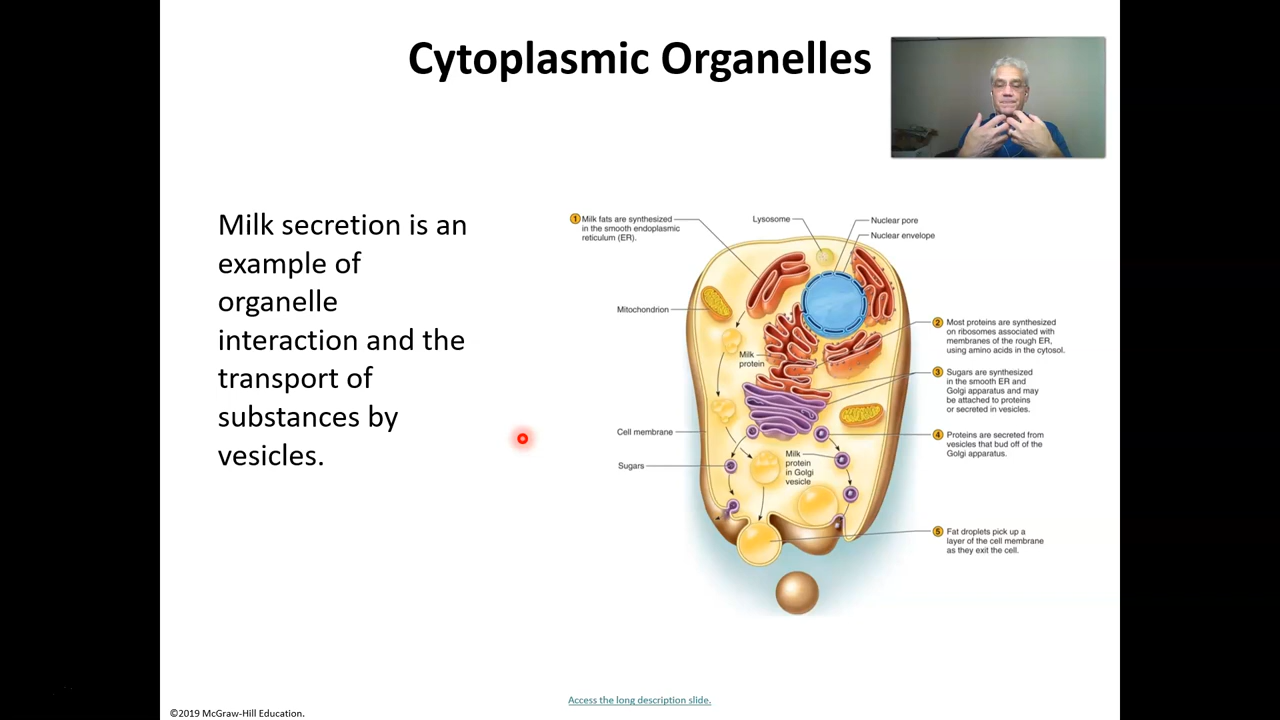 Cytoplasmic Organelles
Milk secretion is an
example of
organelle
interaction and the
transport of
substances by
vesicles.
1 Milk fats are synthesized
in the smooth endoplasmic
reticulum (ER).
Lysosome
Nuclear pore
Nuclear envelope
Mitochondrion
2 Most proteins are synthesized
on ribosomes associated with
membranes of the rough ER,
using amino acids in the cytosol.
Milk
protein
3 Sugars are synthesized
in the smooth ER and
Golgi apparatus and may
be attached to proteins
or secreted in vesicles.
Cell membrane
4 Proteins are secreted from
vesicles that bud off of the
Golgi apparatus.
Sugars
Milk
protein
in Golgi
vesicle
5 Fat droplets pick up a
layer of the cell membrane
as they exit the cell.
Access the long description slide.
©2019 McGraw-Hill Education.